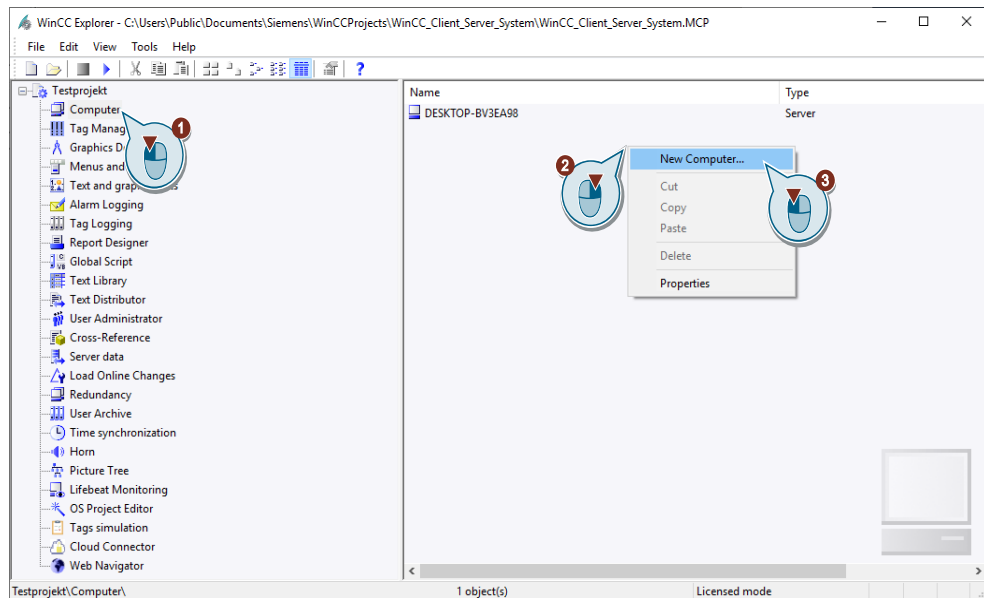 WinCC Explorer - C:\Users\Public\Documents\Siemens\WinCCProjects\WinCC_Client_Server_System\WinCC_Client_Server_System.MCP
File Edit View Tools Help
Testprojekt
Computer
Tag Manag
Graphics D
Menus and
Text and grap
Alarm Logging
Tag Logging
Report Designer
Global Script
Text Library
Text Distributor
User Administrator
Cross-Reference
Server data
Load Online Changes
Redundancy
User Archive
Time synchronization
Horn
Picture Tree
Lifebeat Monitoring
OS Project Editor
Tags simulation
Cloud Connector
Web Navigator
1
Name Type
DESKTOP-BV3EA98 Server
2
New Computer...
3
Cut
Copy
Paste
Delete
Properties
Testprojekt\Computer\ 1 object(s) Licensed mode